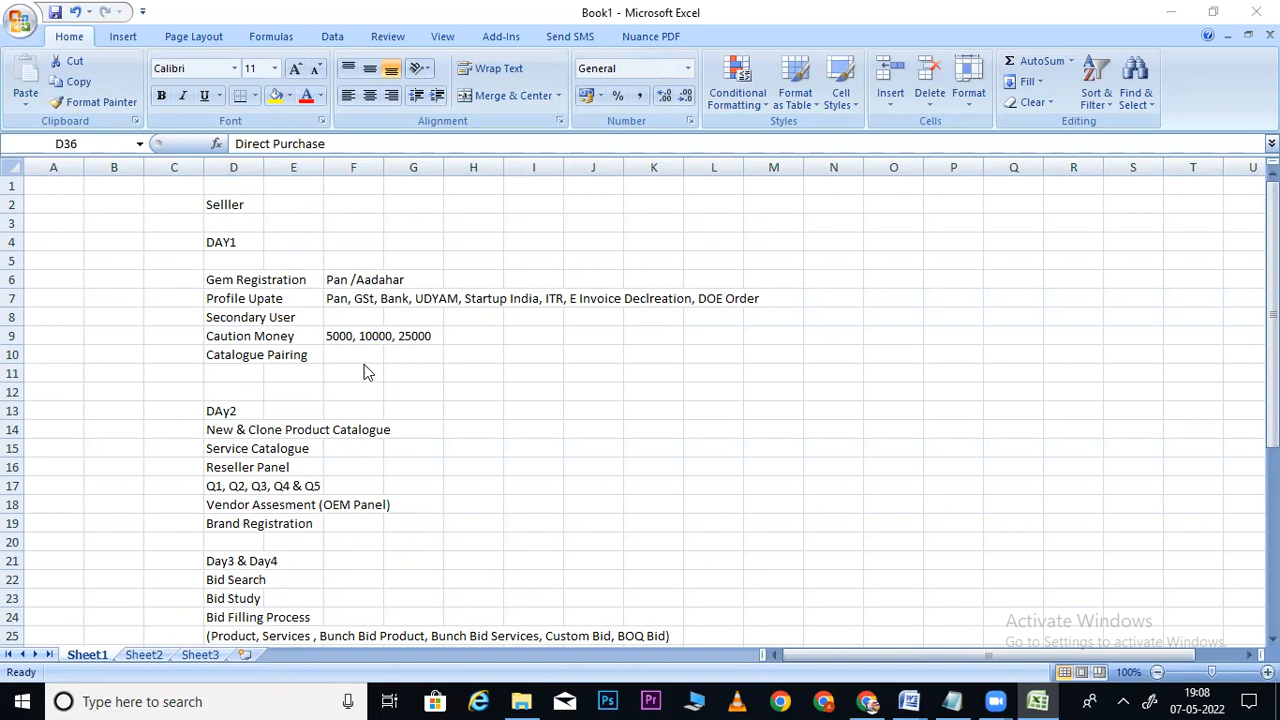 Book1 - Microsoft Excel
Home Insert Page Layout Formulas Data Review View Add-Ins Send SMS Nuance PDF
Cut
Copy
Format Painter
Paste
Clipboard
Calibri 11
B I U
Font
Wrap Text
Merge & Center
Alignment
General
Number
Conditional Formatting
Format as Table
Cell Styles
Styles
Insert Delete Format
Cells
AutoSum
Fill
Clear
Sort & Filter
Find & Select
Editing
D36 fx Direct Purchase
A B C D E F G H I J K L M N O P Q R S T U
1
2 Selller
3
4 DAY1
5
6 Gem Registration Pan /Aadahar
7 Profile Upate Pan, GSt, Bank, UDYAM, Startup India, ITR, E Invoice Declreation, DOE Order
8 Secondary User
9 Caution Money 5000, 10000, 25000
10 Catalogue Pairing
11
12
13 DAy2
14 New & Clone Product Catalogue
15 Service Catalogue
16 Reseller Panel
17 Q1, Q2, Q3, Q4 & Q5
18 Vendor Assesment (OEM Panel)
19 Brand Registration
20
21 Day3 & Day4
22 Bid Search
23 Bid Study
24 Bid Filling Process
25 (Product, Services , Bunch Bid Product, Bunch Bid Services, Custom Bid, BOQ Bid)
Activate Windows
Go to Settings to activate Windows.
Sheet1 Sheet2 Sheet3
Ready 100%
Type here to search
19:08
07-05-2022